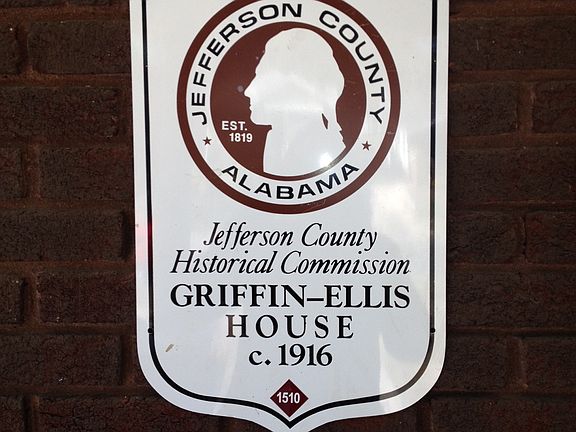 JEFFERSON COUNTY
EST.
1819
ALABAMA
Jefferson County
Historical Commission
GRIFFIN–ELLIS
HOUSE
c. 1916
1510